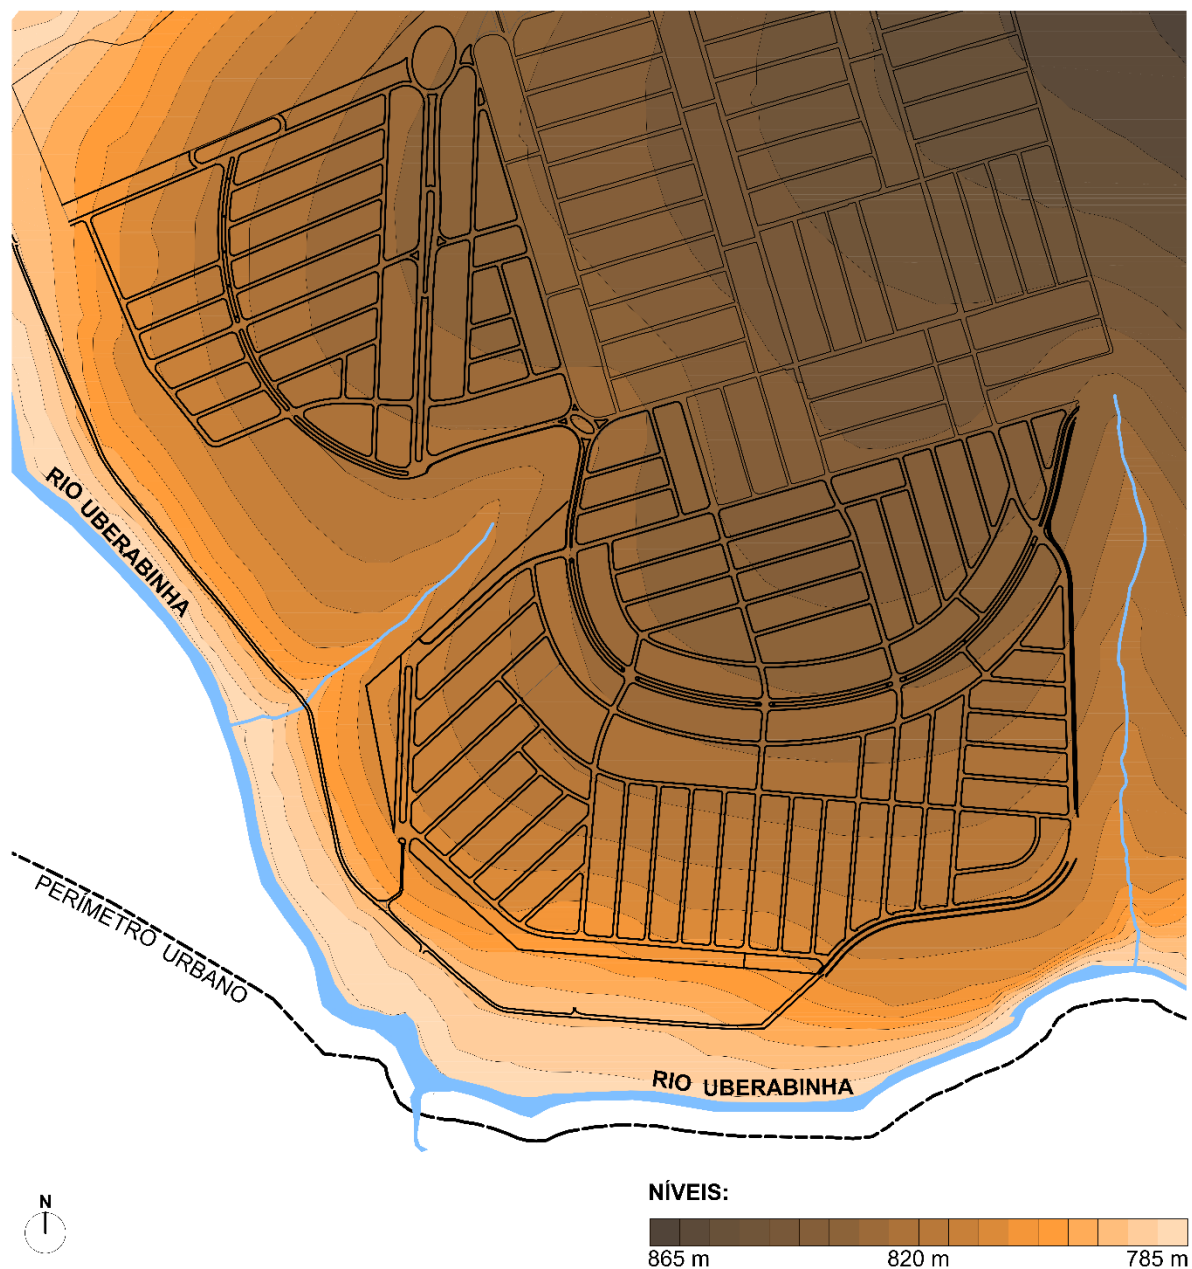 RIO UBERABINHA
PERÍMETRO URBANO
RIO UBERABINHA
N
NÍVEIS:
865 m 820 m 785 m